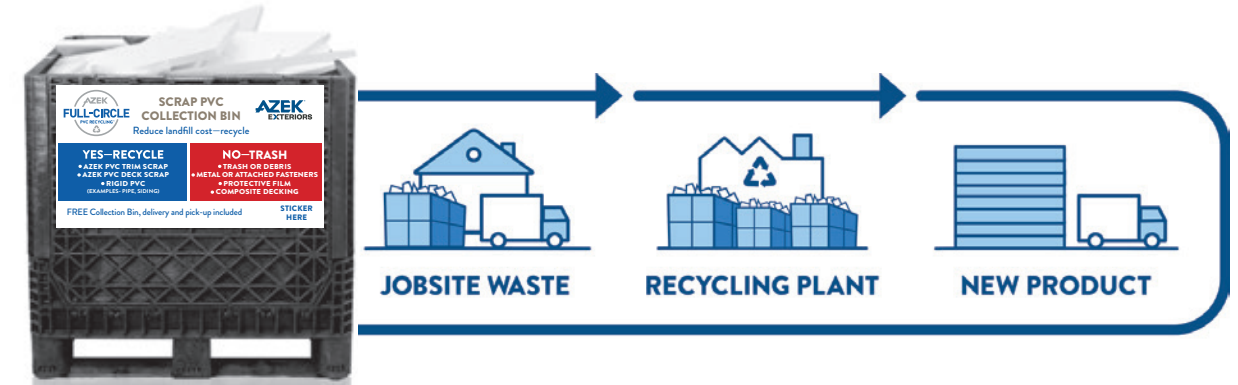 AZEK
FULL-CIRCLE
PVC RECYCLING
SCRAP PVC
COLLECTION BIN
AZEK
EXTERIORS
Reduce landfill cost—recycle
YES—RECYCLE
• AZEK PVC TRIM SCRAP
• AZEK PVC DECK SCRAP
• RIGID PVC
(EXAMPLES- PIPE, SIDING)
NO—TRASH
• TRASH OR DEBRIS
• METAL OR ATTACHED FASTENERS
• PROTECTIVE FILM
• COMPOSITE DECKING
FREE Collection Bin, delivery and pick-up included
STICKER
HERE
JOBSITE WASTE
RECYCLING PLANT
NEW PRODUCT